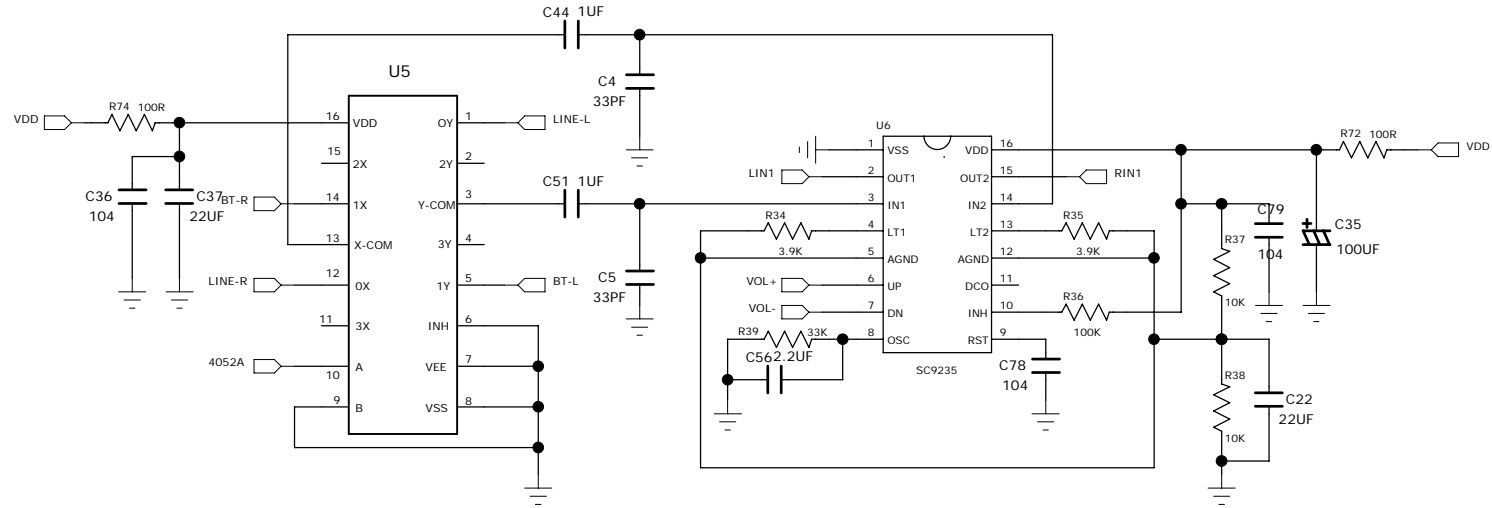 C44 1UF
U5
C4
33PF
VDD
R74 100R
C36
104
C37
22UF
16 VDD
15 2X
BT-R
14 1X
13 X-COM
LINE-R
12 0X
11 3X
4052A
A
10
9 B
OY 1
LINE-L
2Y 2
Y-COM 3
3Y 4
1Y 5
BT-L
INH 6
VEE 7
VSS 8
C51 1UF
C5
33PF
U6
1 VSS
LIN1
2 OUT1
3 IN1
R34
3.9K
4 LT1
5 AGND
VOL+
6 UP
VOL-
7 DN
R39 33K
8 OSC
C56 2.2UF
VDD 16
OUT2 15
RIN1
IN2 14
LT2 13
R35
3.9K
AGND 12
DCO 11
INH 10
R36
100K
RST 9
SC9235
C78
104
R72 100R
VDD
C79
104
C35
+
100UF
R37
10K
R38
10K
C22
22UF